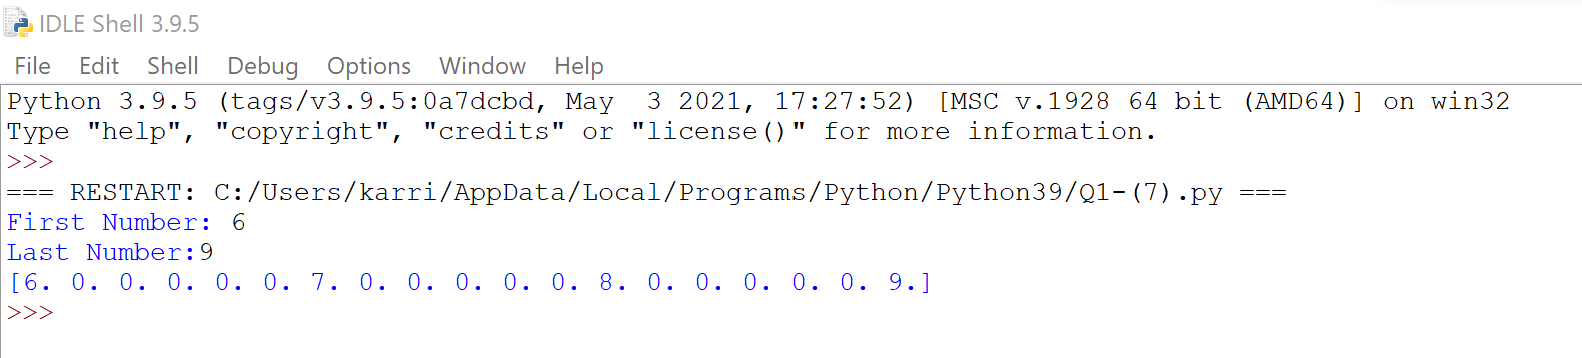 IDLE Shell 3.9.5
File Edit Shell Debug Options Window Help
Python 3.9.5 (tags/v3.9.5:0a7dcbd, May  3 2021, 17:27:52) [MSC v.1928 64 bit (AMD64)] on win32
Type "help", "copyright", "credits" or "license()" for more information.
>>>
=== RESTART: C:/Users/karri/AppData/Local/Programs/Python/Python39/Q1-(7).py ===
First Number: 6
Last Number:9
[6. 0. 0. 0. 0. 0. 7. 0. 0. 0. 0. 0. 8. 0. 0. 0. 0. 0. 9.]
>>>